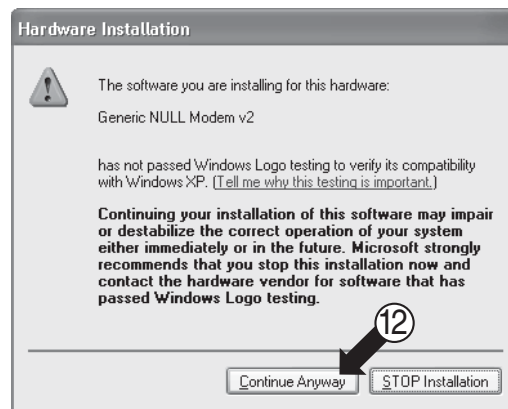 Hardware Installation
The software you are installing for this hardware:
Generic NULL Modem v2
has not passed Windows Logo testing to verify its compatibility
with Windows XP. (Tell me why this testing is important.)
Continuing your installation of this software may impair
or destabilize the correct operation of your system
either immediately or in the future. Microsoft strongly
recommends that you stop this installation now and
contact the hardware vendor for software that has
passed Windows Logo testing.
⑫
Continue Anyway STOP Installation